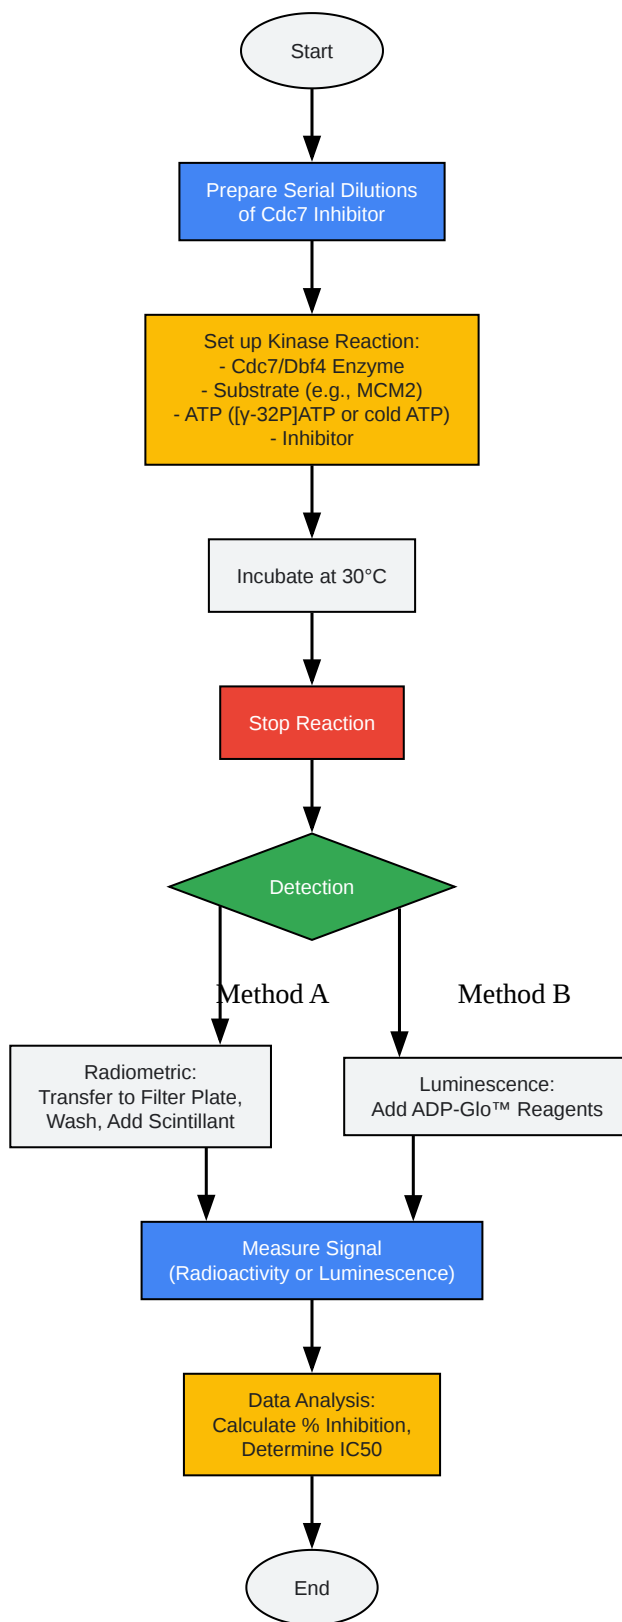 Start
Prepare Serial Dilutions
of Cdc7 Inhibitor
Set up Kinase Reaction:
- Cdc7/Dbf4 Enzyme
- Substrate (e.g., MCM2)
- ATP ([γ-32P]ATP or cold ATP)
- Inhibitor
Incubate at 30°C
Stop Reaction
Detection
Method A
Method B
Radiometric:
Transfer to Filter Plate,
Wash, Add Scintillant
Luminescence:
Add ADP-Glo™ Reagents
Measure Signal
(Radioactivity or Luminescence)
Data Analysis:
Calculate % Inhibition,
Determine IC50
End